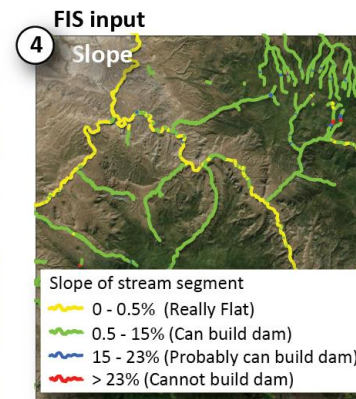 FIS input
4
Slope
Slope of stream segment
0 - 0.5% (Really Flat)
0.5 - 15% (Can build dam)
15 - 23% (Probably can build dam)
> 23% (Cannot build dam)